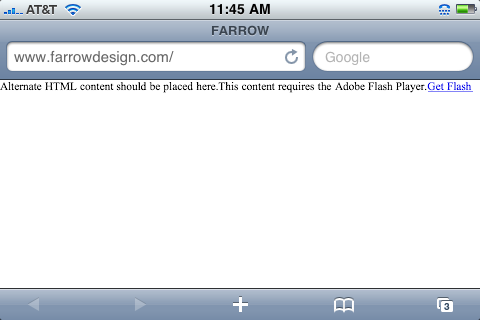 AT&T 11:45 AM
FARROW
www.farrowdesign.com/ Google
Alternate HTML content should be placed here.This content requires the Adobe Flash Player.Get Flash
3